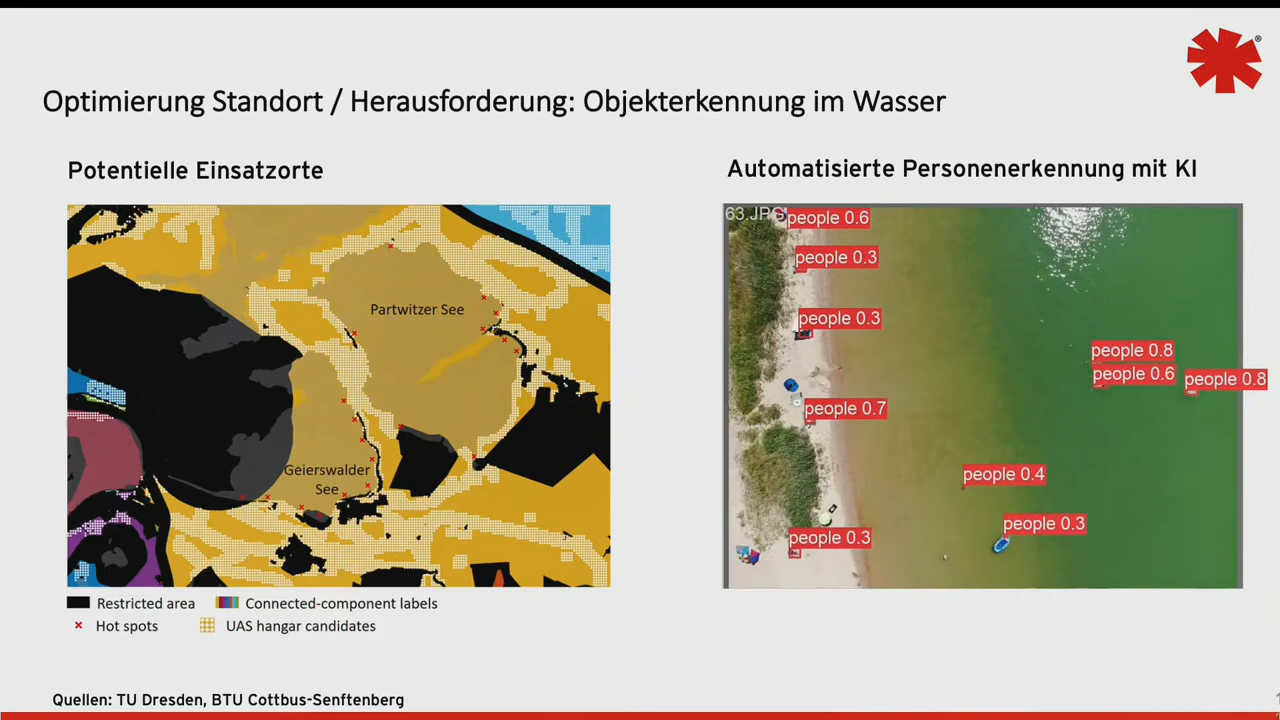 ®
Optimierung Standort / Herausforderung: Objekterkennung im Wasser
Potentielle Einsatzorte
Partwitzer See
Geierswalder
See
Restricted area
Connected-component labels
Hot spots
UAS hangar candidates
Automatisierte Personenerkennung mit KI
63.JPG
people 0.6
people 0.3
people 0.3
people 0.8
people 0.6
people 0.8
people 0.7
people 0.4
people 0.3
people 0.3
Quellen: TU Dresden, BTU Cottbus-Senftenberg